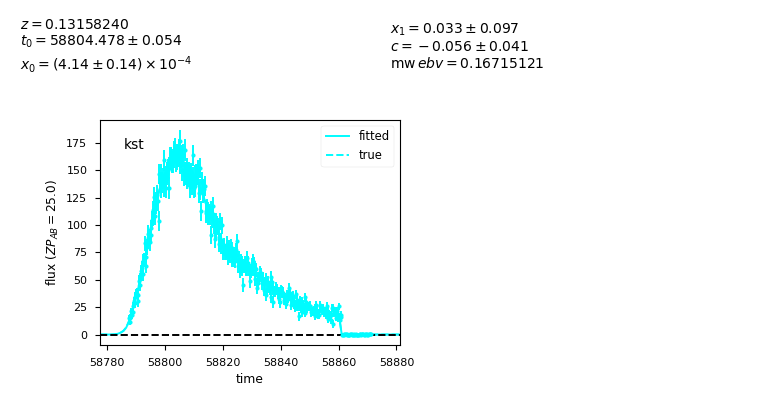 z = 0.13158240
t₀ = 58804.478 ± 0.054
x₀ = (4.14 ± 0.14) × 10⁻⁴
x₁ = 0.033 ± 0.097
c = −0.056 ± 0.041
mw ebv = 0.16715121
kst
fitted
true
175
150
125
100
75
50
25
0
flux (ZP_AB = 25.0)
58780 58800 58820 58840 58860 58880
time